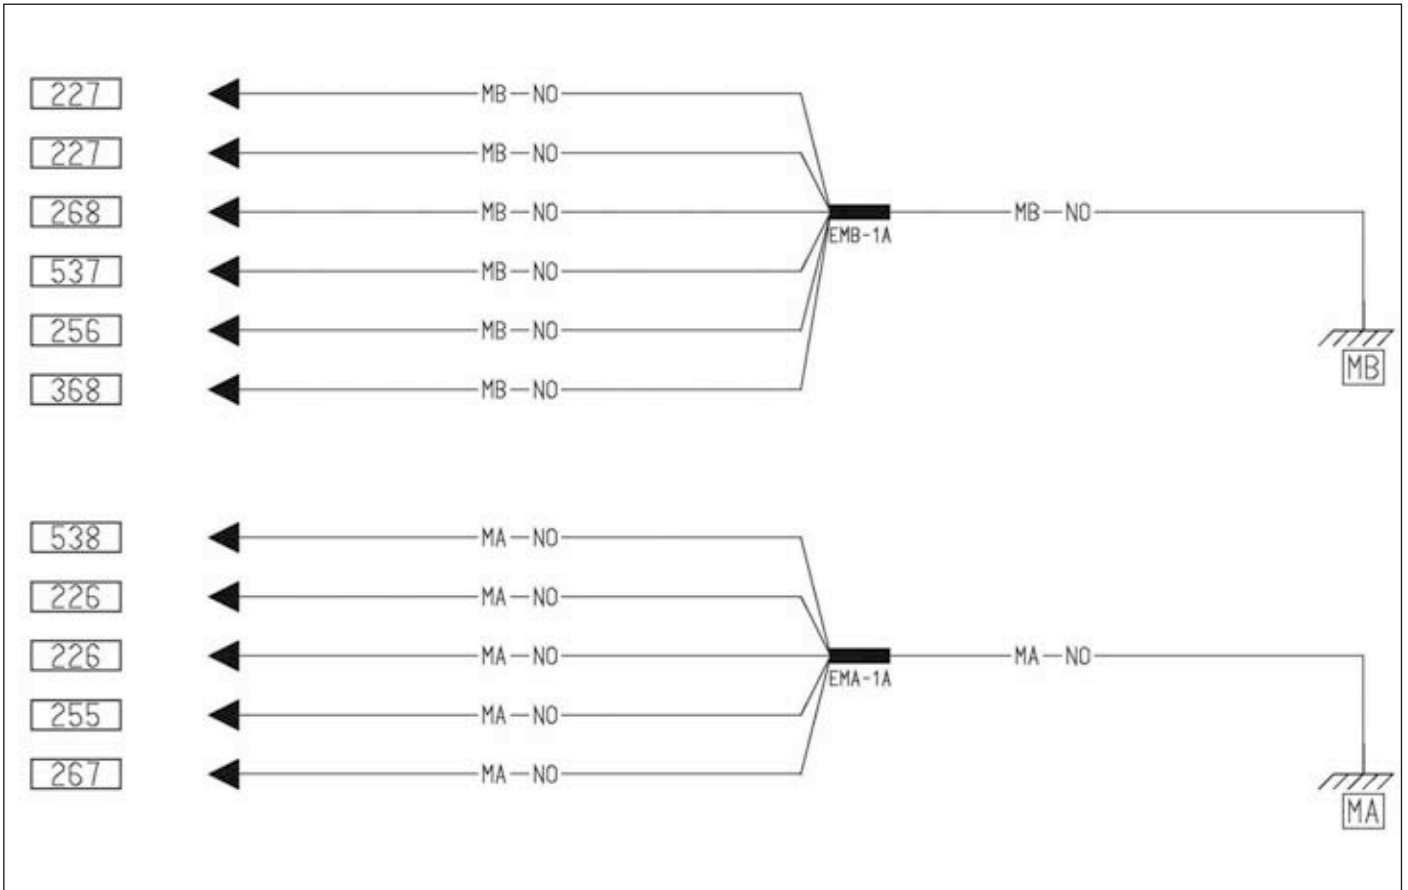 227 MB-NO
227 MB-NO
268 MB-NO MB-NO
EMB-1A
537 MB-NO
256 MB-NO
MB
368 MB-NO
538 MA-NO
226 MA-NO
226 MA-NO MA-NO
EMA-1A
255 MA-NO
267 MA-NO
MA